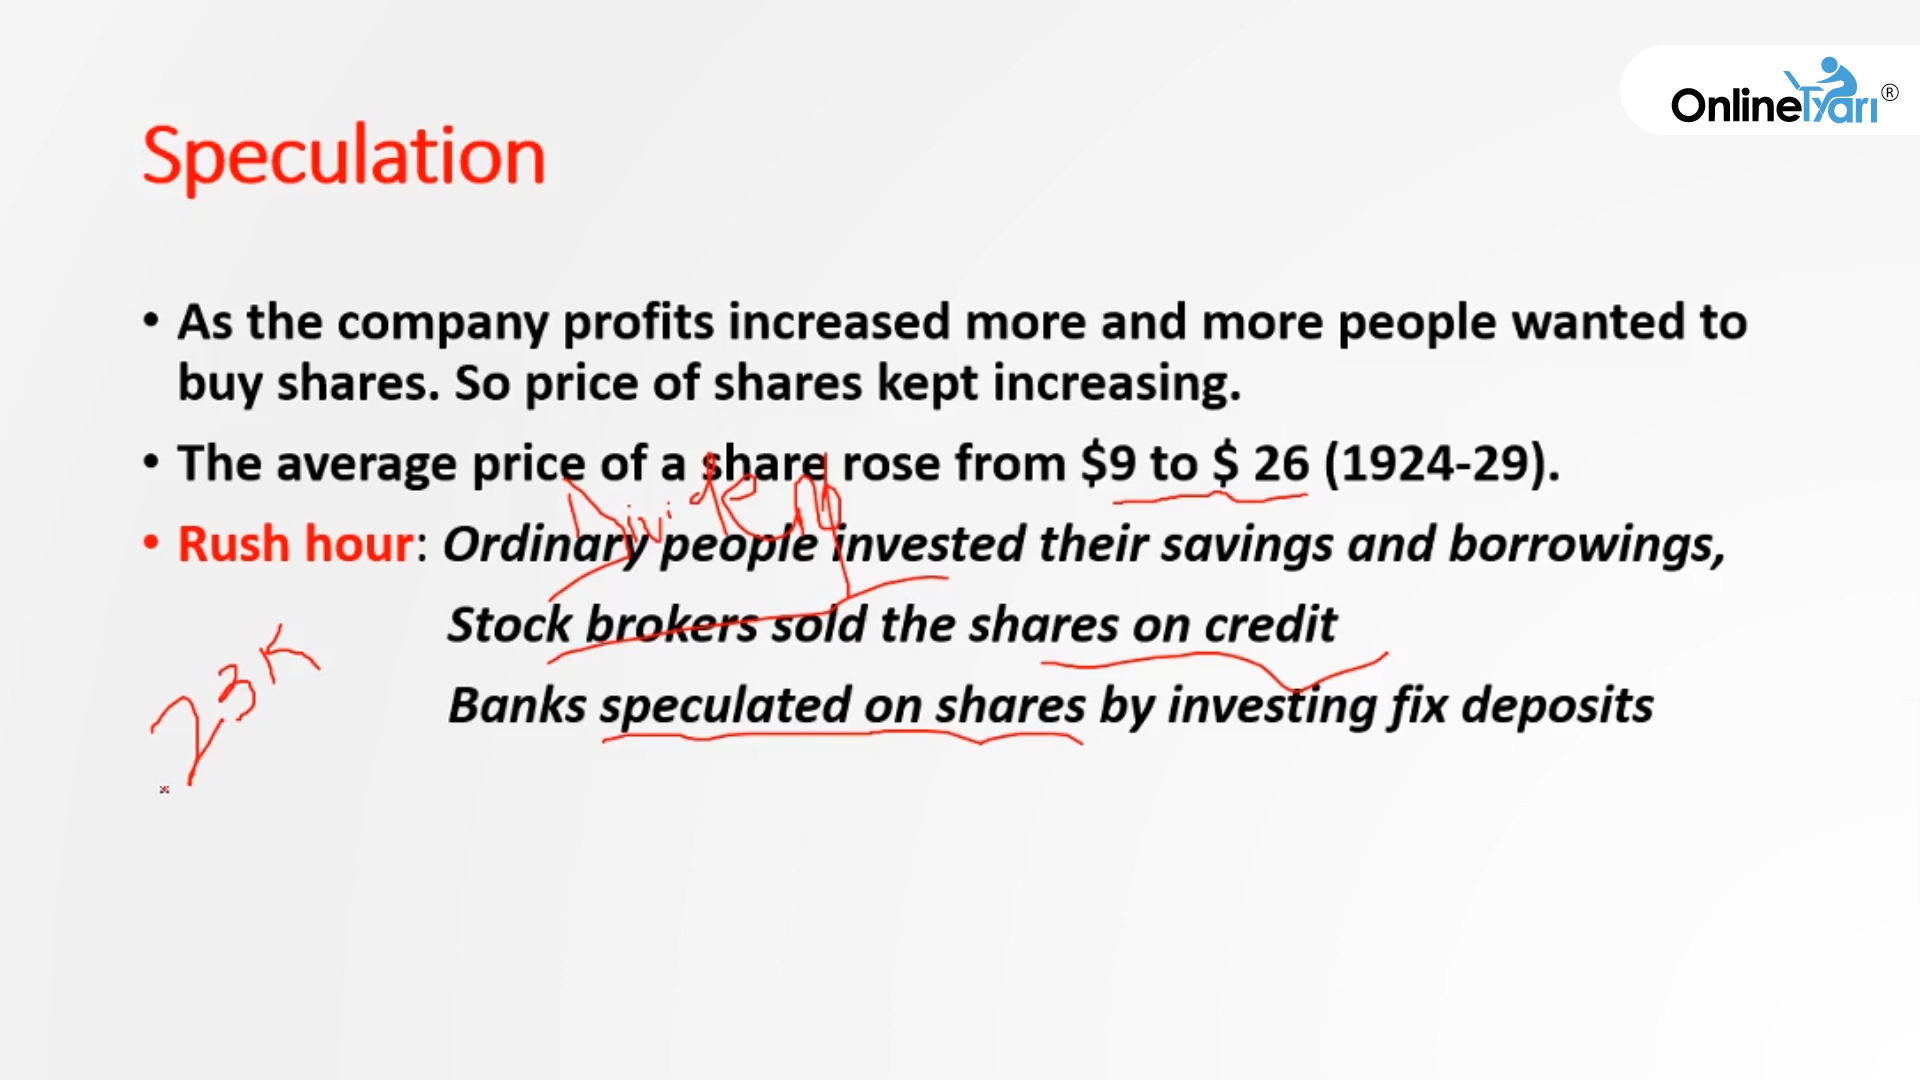 OnlineTyari®
Speculation
• As the company profits increased more and more people wanted to
buy shares. So price of shares kept increasing.
• The average price of a share rose from $9 to $ 26 (1924-29).
Dividend
• Rush hour: Ordinary people invested their savings and borrowings,
Stock brokers sold the shares on credit
23K
Banks speculated on shares by investing fix deposits